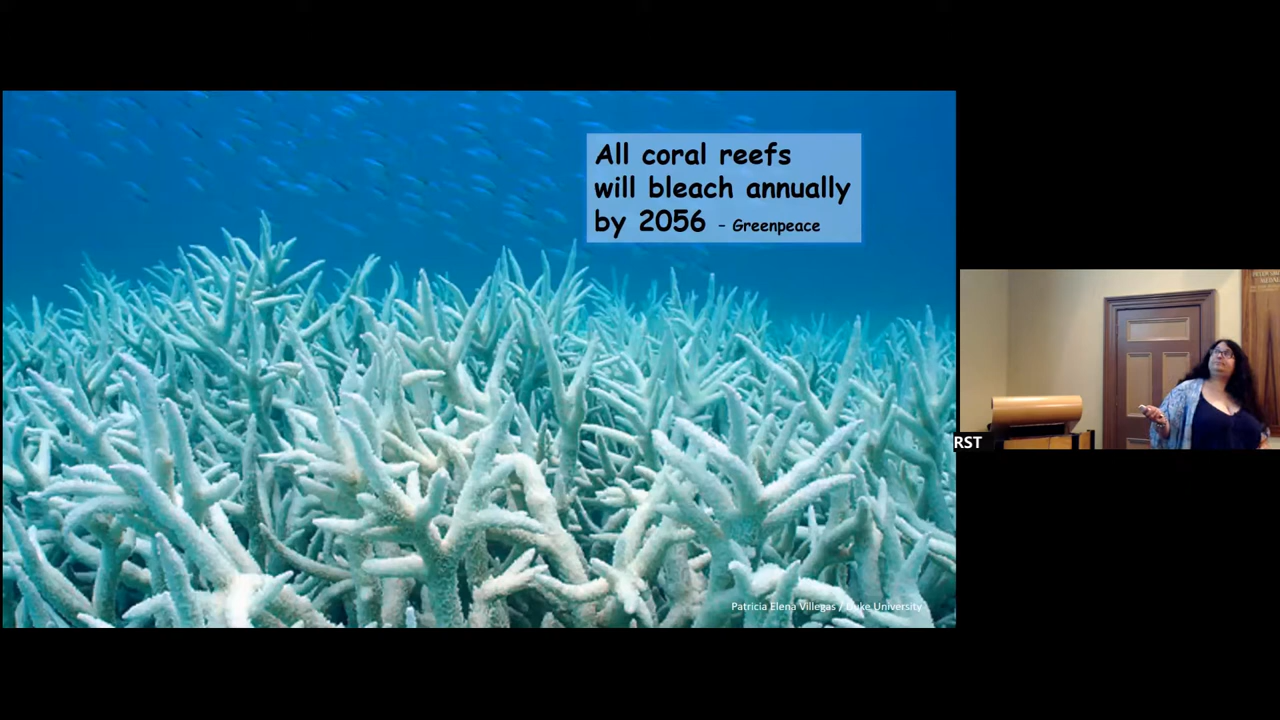 All coral reefs
will bleach annually
by 2056 - Greenpeace
Patricia Elena Villegas / Duke University
RST